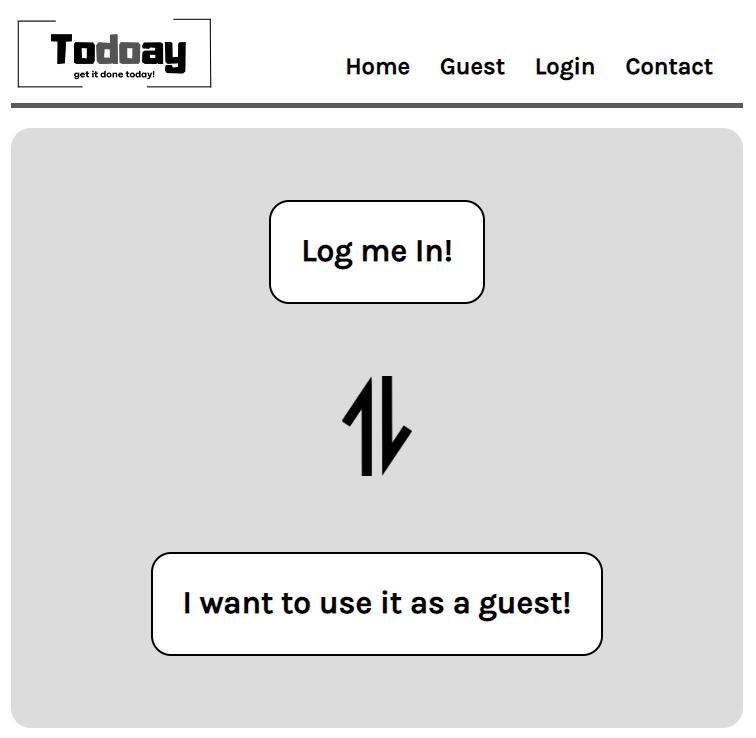 Todoay
get it done today!
Home Guest Login Contact
Log me In!
I want to use it as a guest!